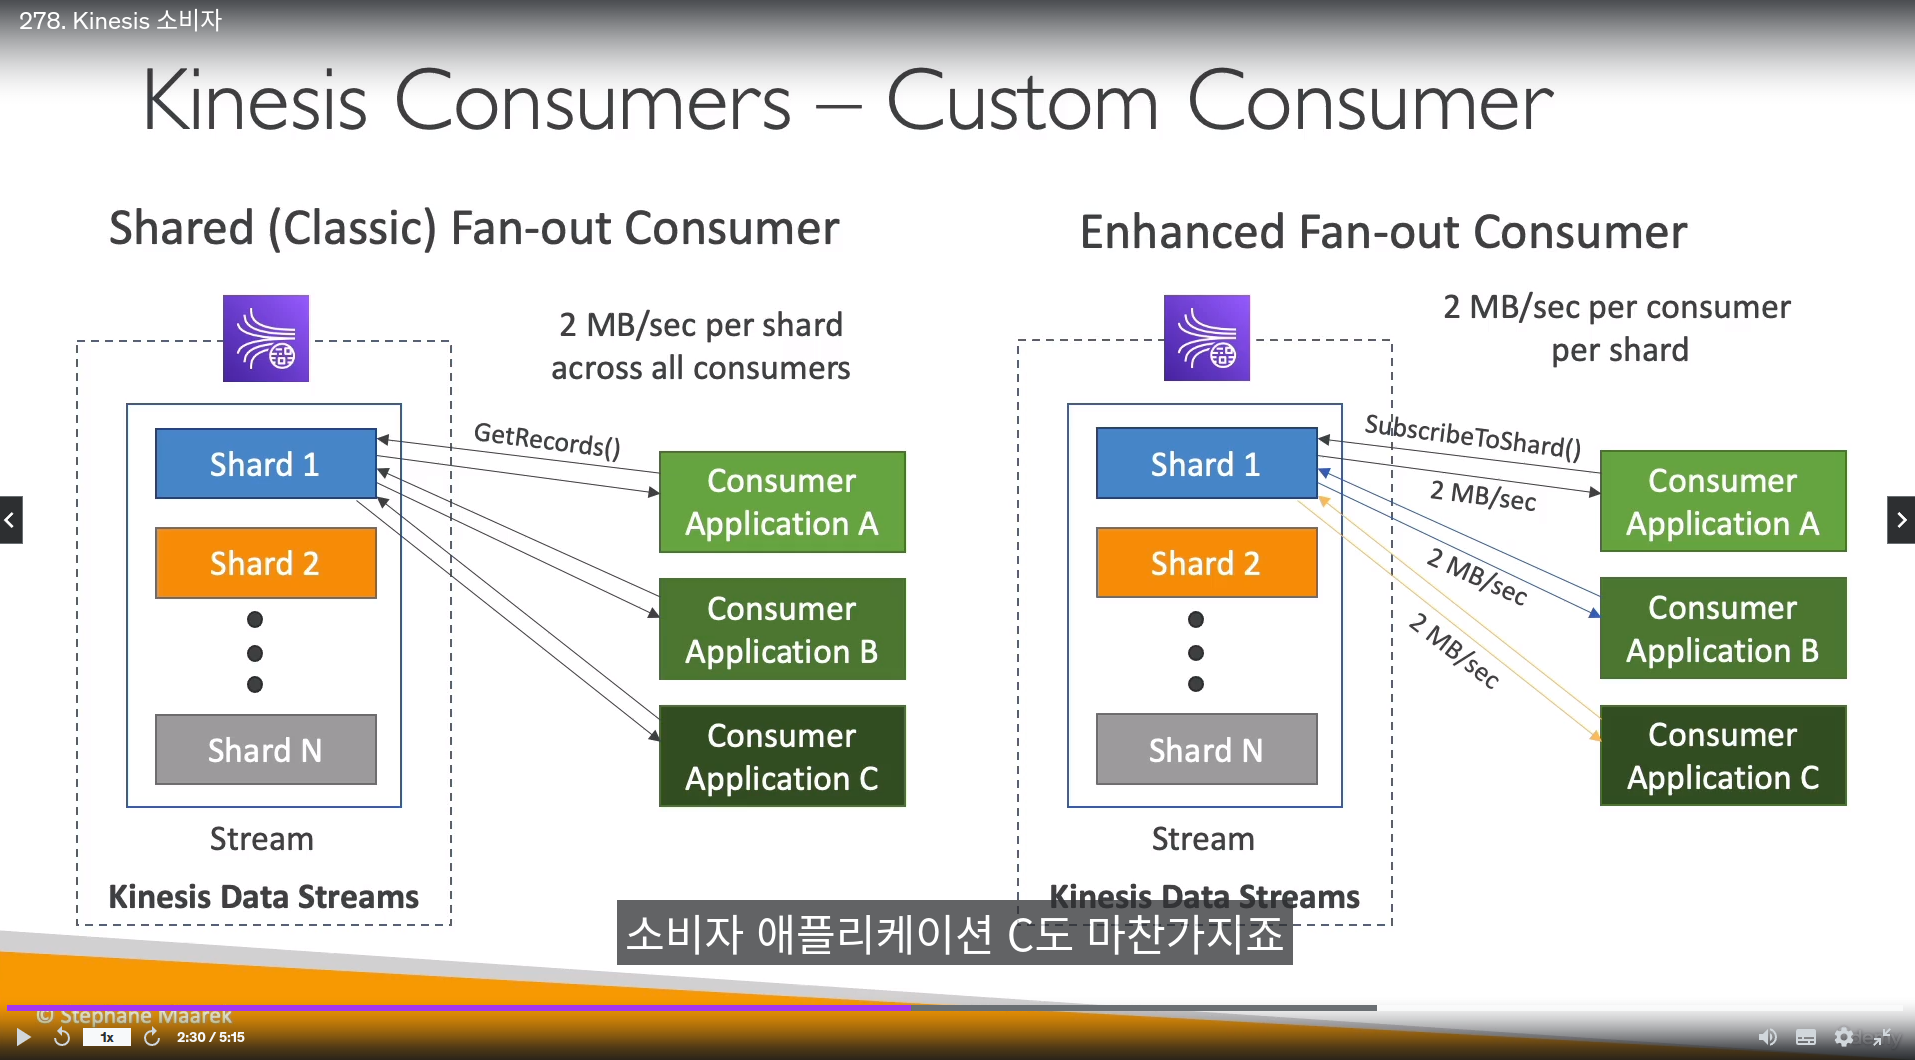 278. Kinesis 소비자
Kinesis Consumers – Custom Consumer
Shared (Classic) Fan-out Consumer
2 MB/sec per shard
across all consumers
GetRecords()
Shard 1
Shard 2
Shard N
Stream
Kinesis Data Streams
Consumer
Application A
Consumer
Application B
Consumer
Application C
Enhanced Fan-out Consumer
2 MB/sec per consumer
per shard
SubscribeToShard()
2 MB/sec
2 MB/sec
2 MB/sec
Shard 1
Shard 2
Shard N
Stream
Kinesis Data Streams
Consumer
Application A
Consumer
Application B
Consumer
Application C
소비자 애플리케이션 C도 마찬가지죠
© Stephane Maarek
1x
2:30 / 5:15